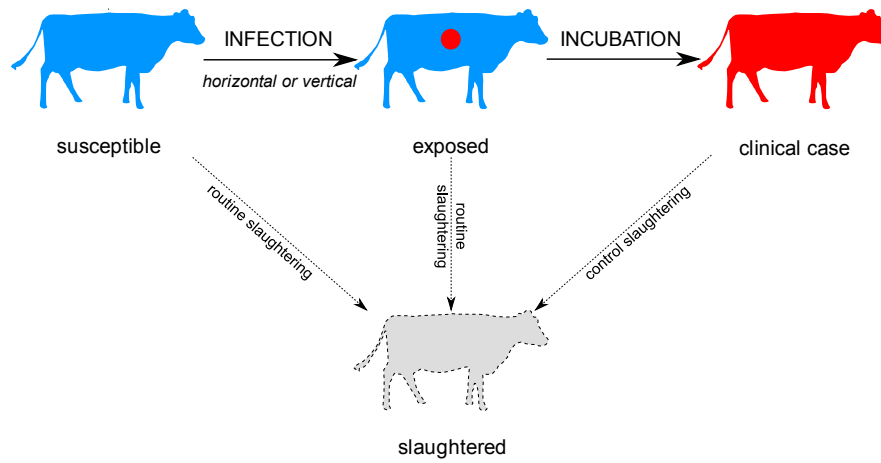 INFECTION
horizontal or vertical
INCUBATION
susceptible
exposed
clinical case
routine slaughtering
routine
slaughtering
control slaughtering
slaughtered